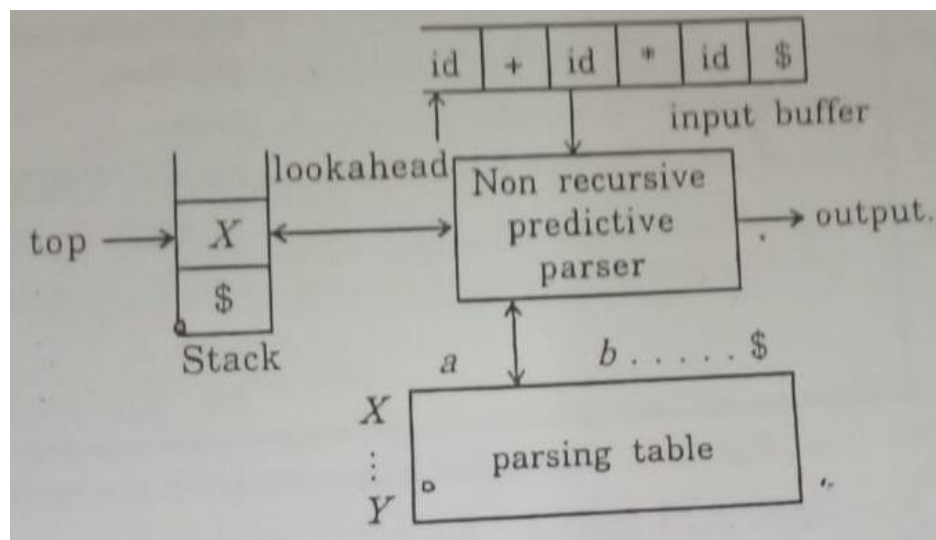 id + id * id $
input buffer
lookahead
Non recursive
predictive
parser
output.
top
X
$
Stack
a b . . . . . $
X
⋮
Y
parsing table